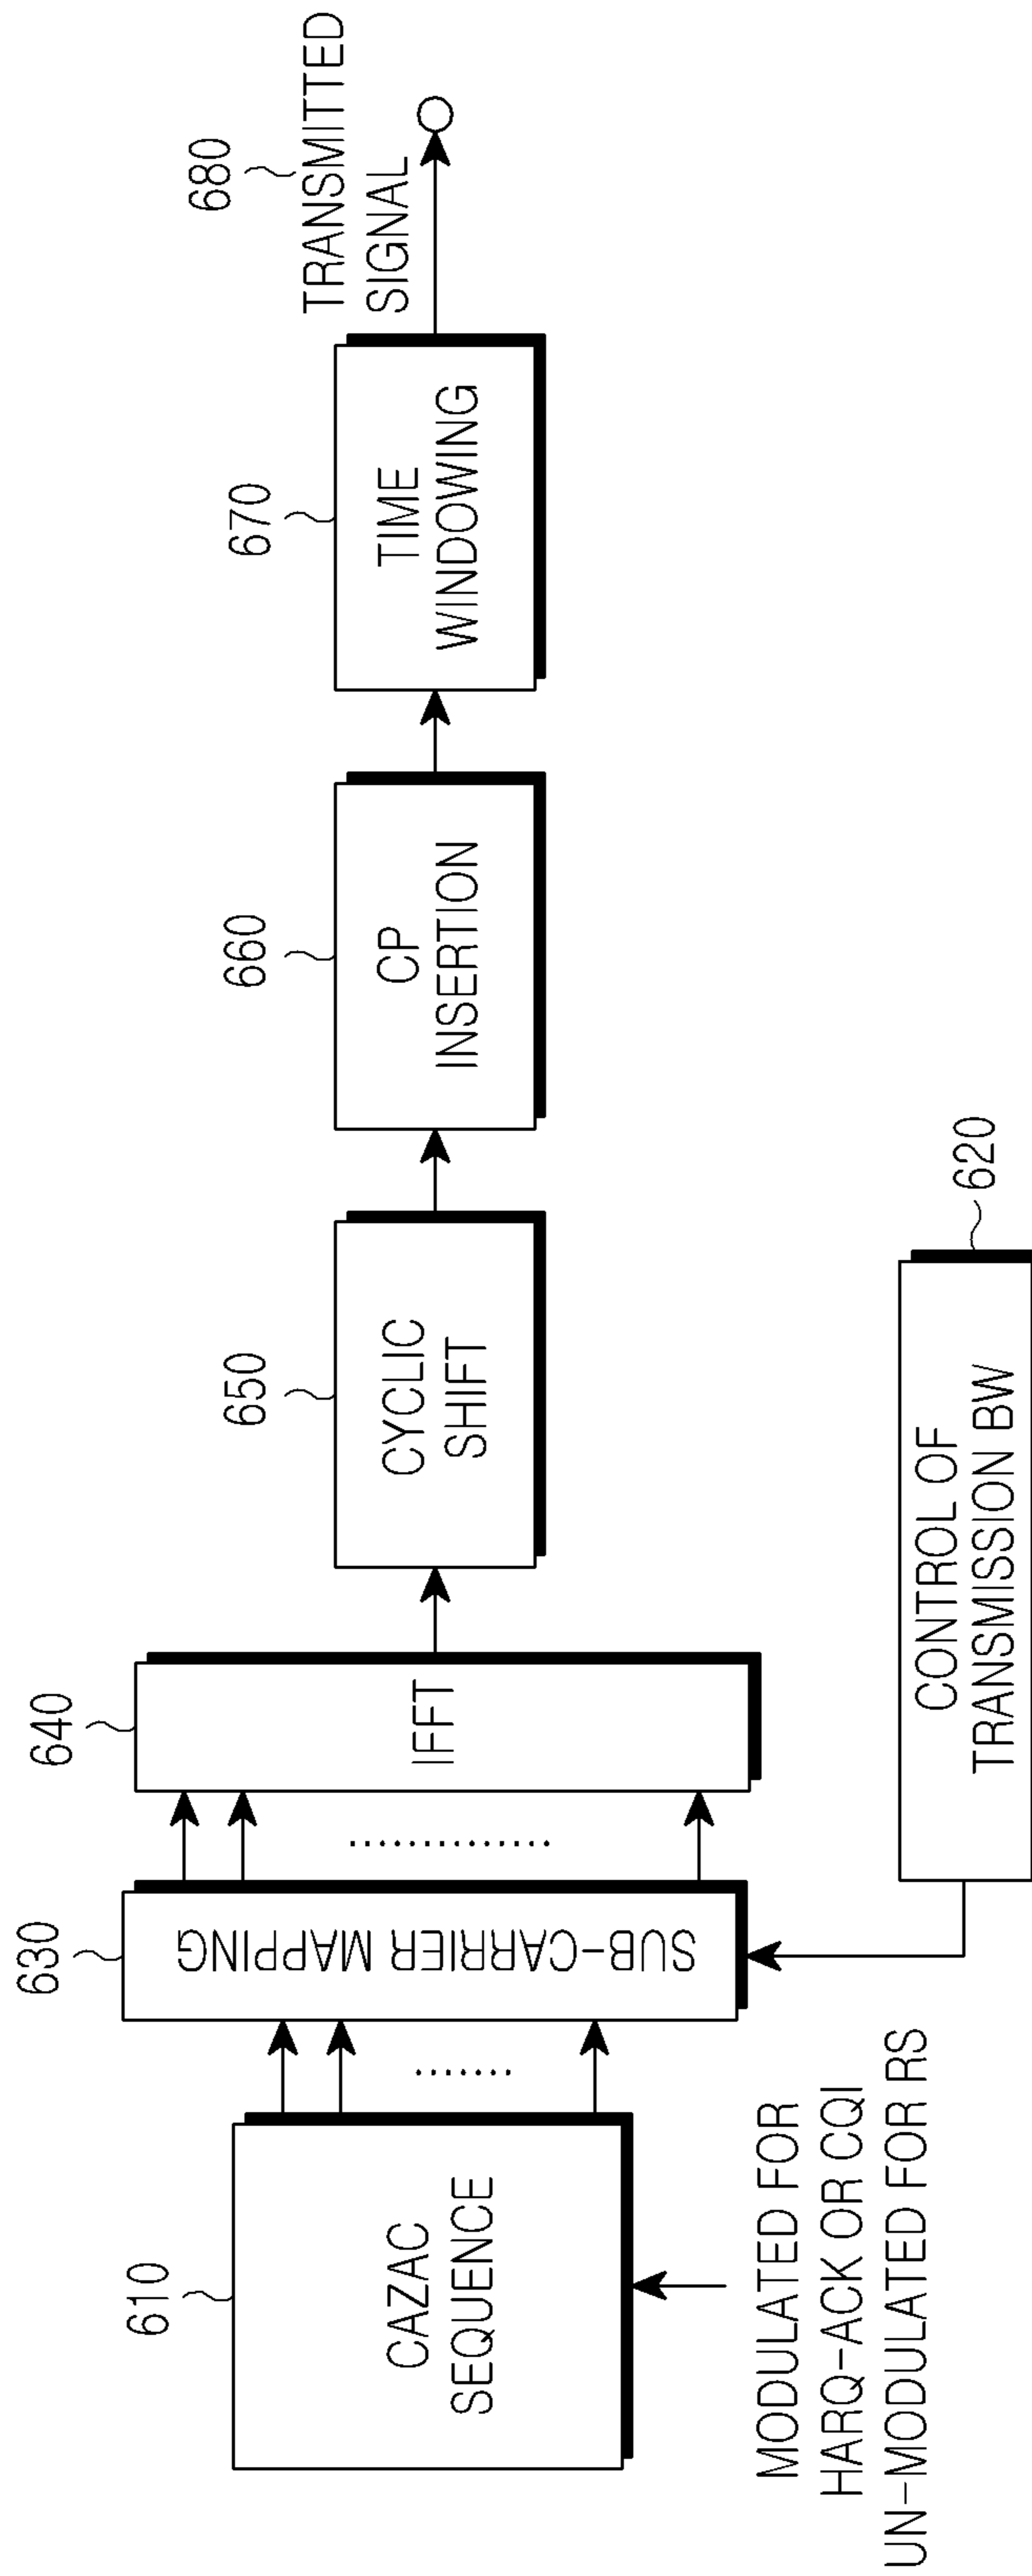 610
CAZAC
SEQUENCE
MODULATED FOR
HARQ-ACK OR CQI
UN-MODULATED FOR RS
630
SUB-CARRIER MAPPING
640
IFFT
CONTROL OF
TRANSMISSION BW
620
650
CYCLIC
SHIFT
660
CP
INSERTION
670
TIME
WINDOWING
680
TRANSMITTED
SIGNAL